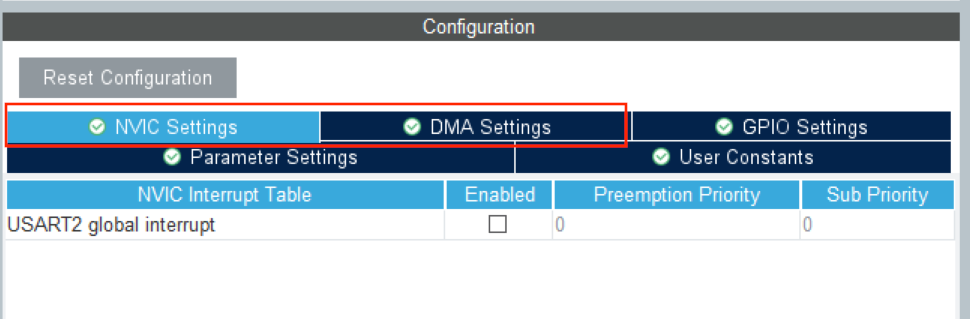 Configuration
Reset Configuration
NVIC Settings DMA Settings GPIO Settings
Parameter Settings User Constants
NVIC Interrupt Table Enabled Preemption Priority Sub Priority
USART2 global interrupt 0 0